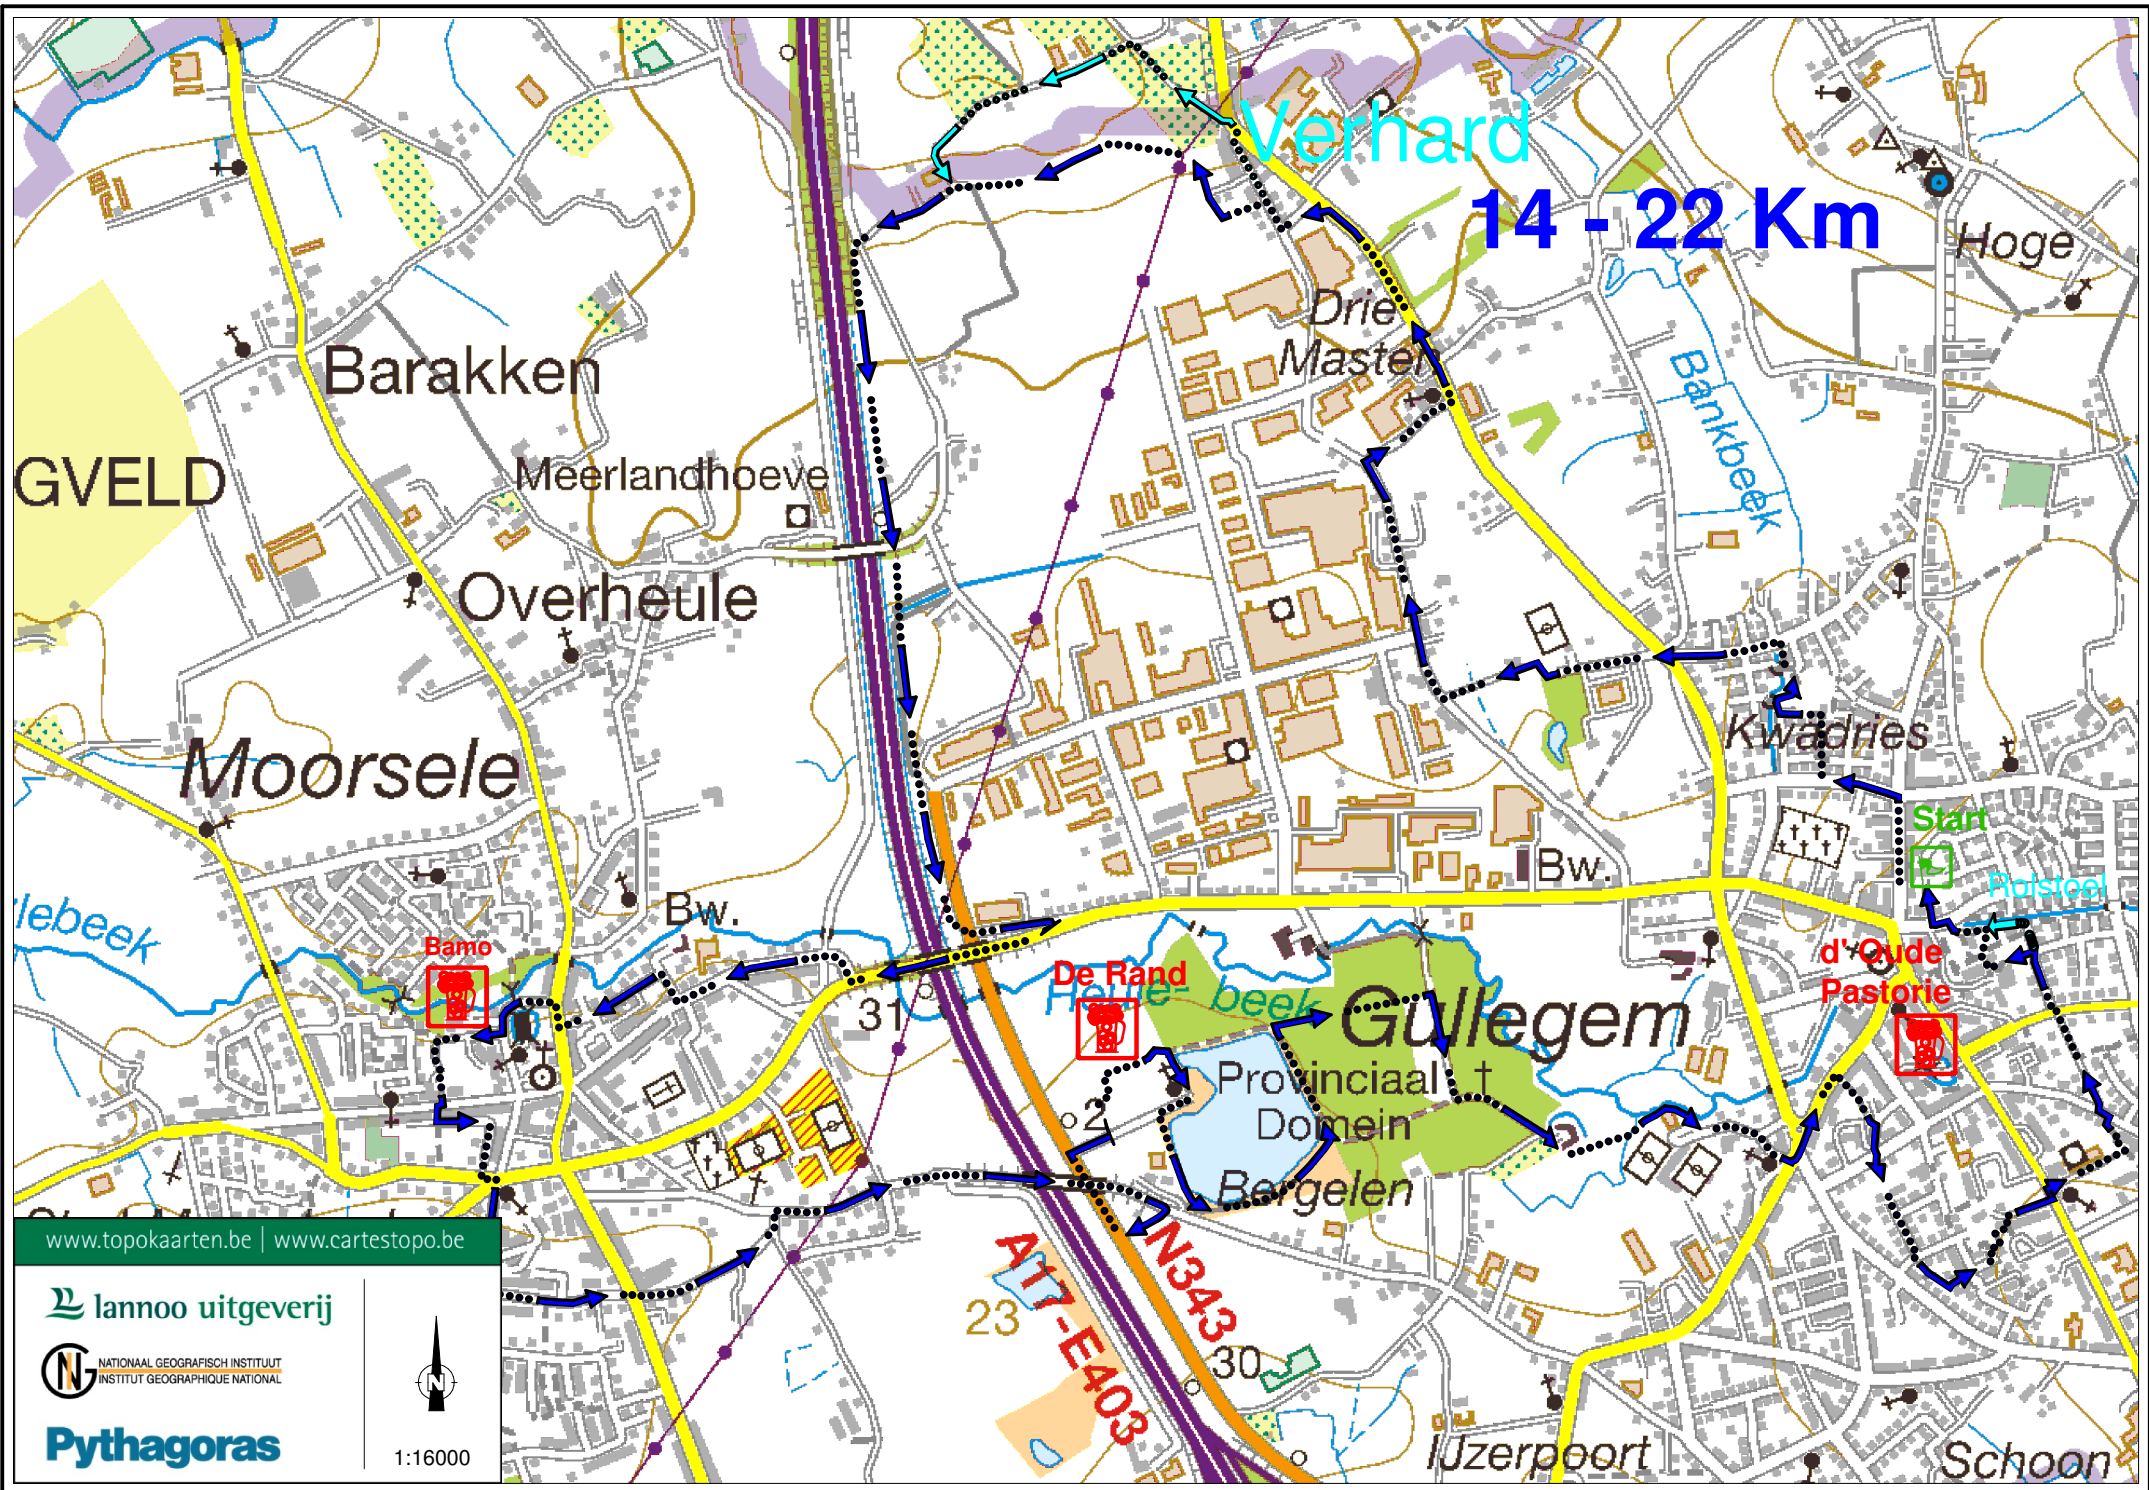 Verhard
14 - 22 Km
Hoge
Drie
Masten
Barakken
Bankbeek
GVELD
Meerlandhoeve
Overheule
Moorsele
Kwadries
Start
Bw.
Rolstoel
Bw.
lebeek
Bamo
d' Oude
Pastorie
De Rand
Heule- beek
Gullegem
31
Provinciaal
Domein
2
Bergelen
N343
A17 -E403
23
30
IJzerpoort
Schoon
www.topokaarten.be | www.cartestopo.be
lannoo uitgeverij
NGI
NATIONAAL GEOGRAFISCH INSTITUUT
INSTITUT GEOGRAPHIQUE NATIONAL
N
Pythagoras
1:16000